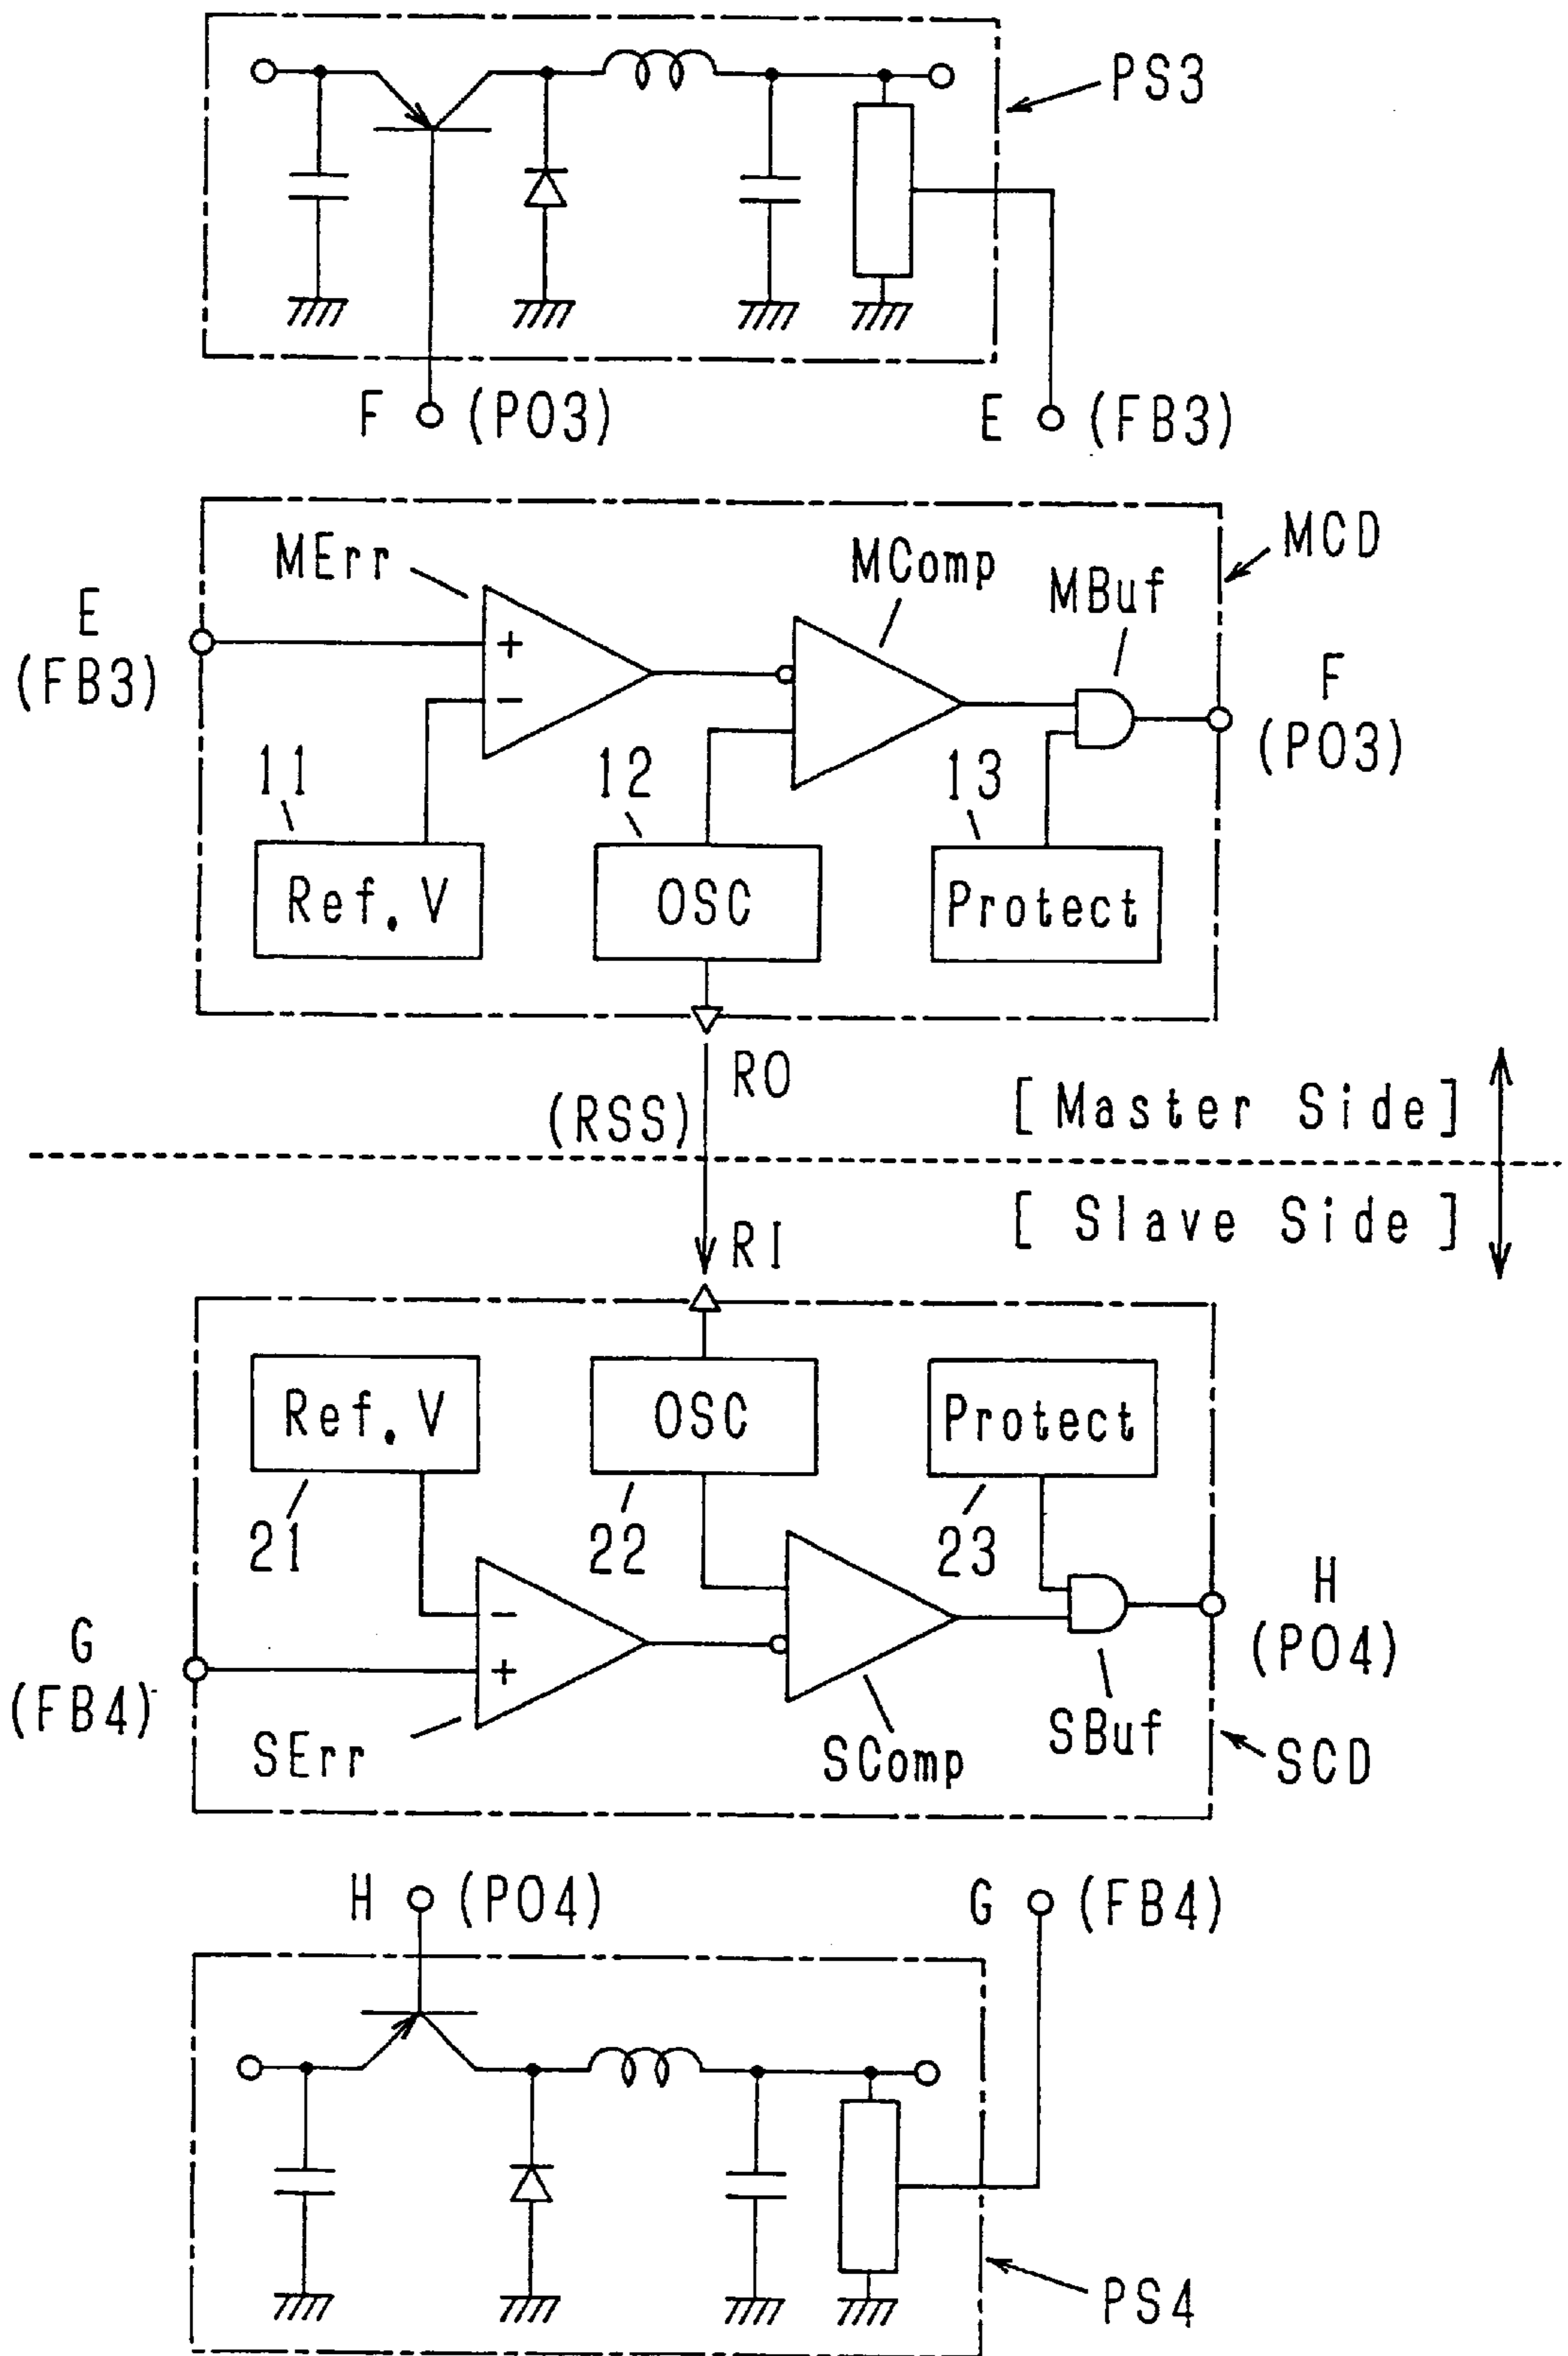 PS3
F (PO3)
E (FB3)
MErr
MComp
MBuf
MCD
E
(FB3)
+
−
F
(PO3)
11
12
13
Ref. V
OSC
Protect
RO
(RSS)
[ Master Side ]
[ Slave Side ]
RI
Ref. V
OSC
Protect
21
22
23
−
+
G
(FB4)
H
(PO4)
SErr
SComp
SBuf
SCD
H (PO4)
G (FB4)
PS4